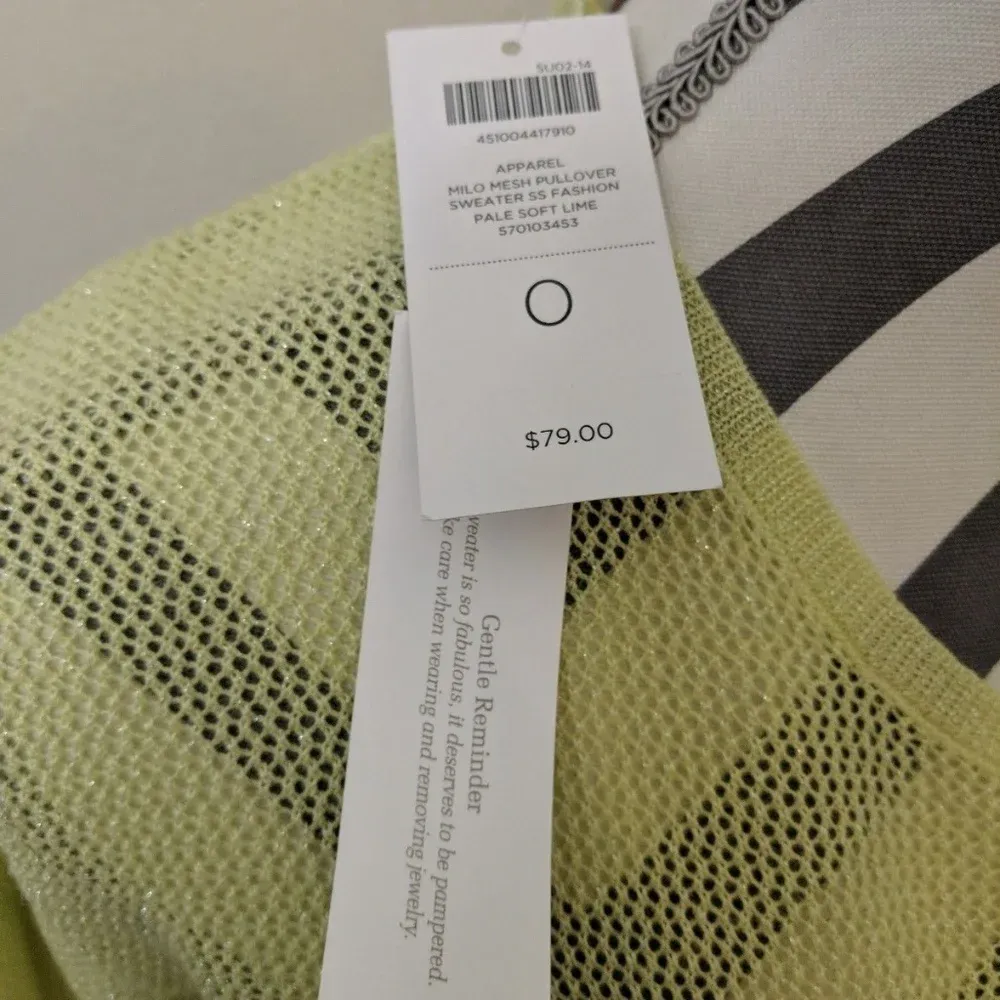 SU02-14
451004417910
APPAREL
MILO MESH PULLOVER
SWEATER SS FASHION
PALE SOFT LIME
570103453
O
$79.00
Gentle Reminder
is so fabulous, it deserves to be pampered.
care when wearing and removing jewelry.